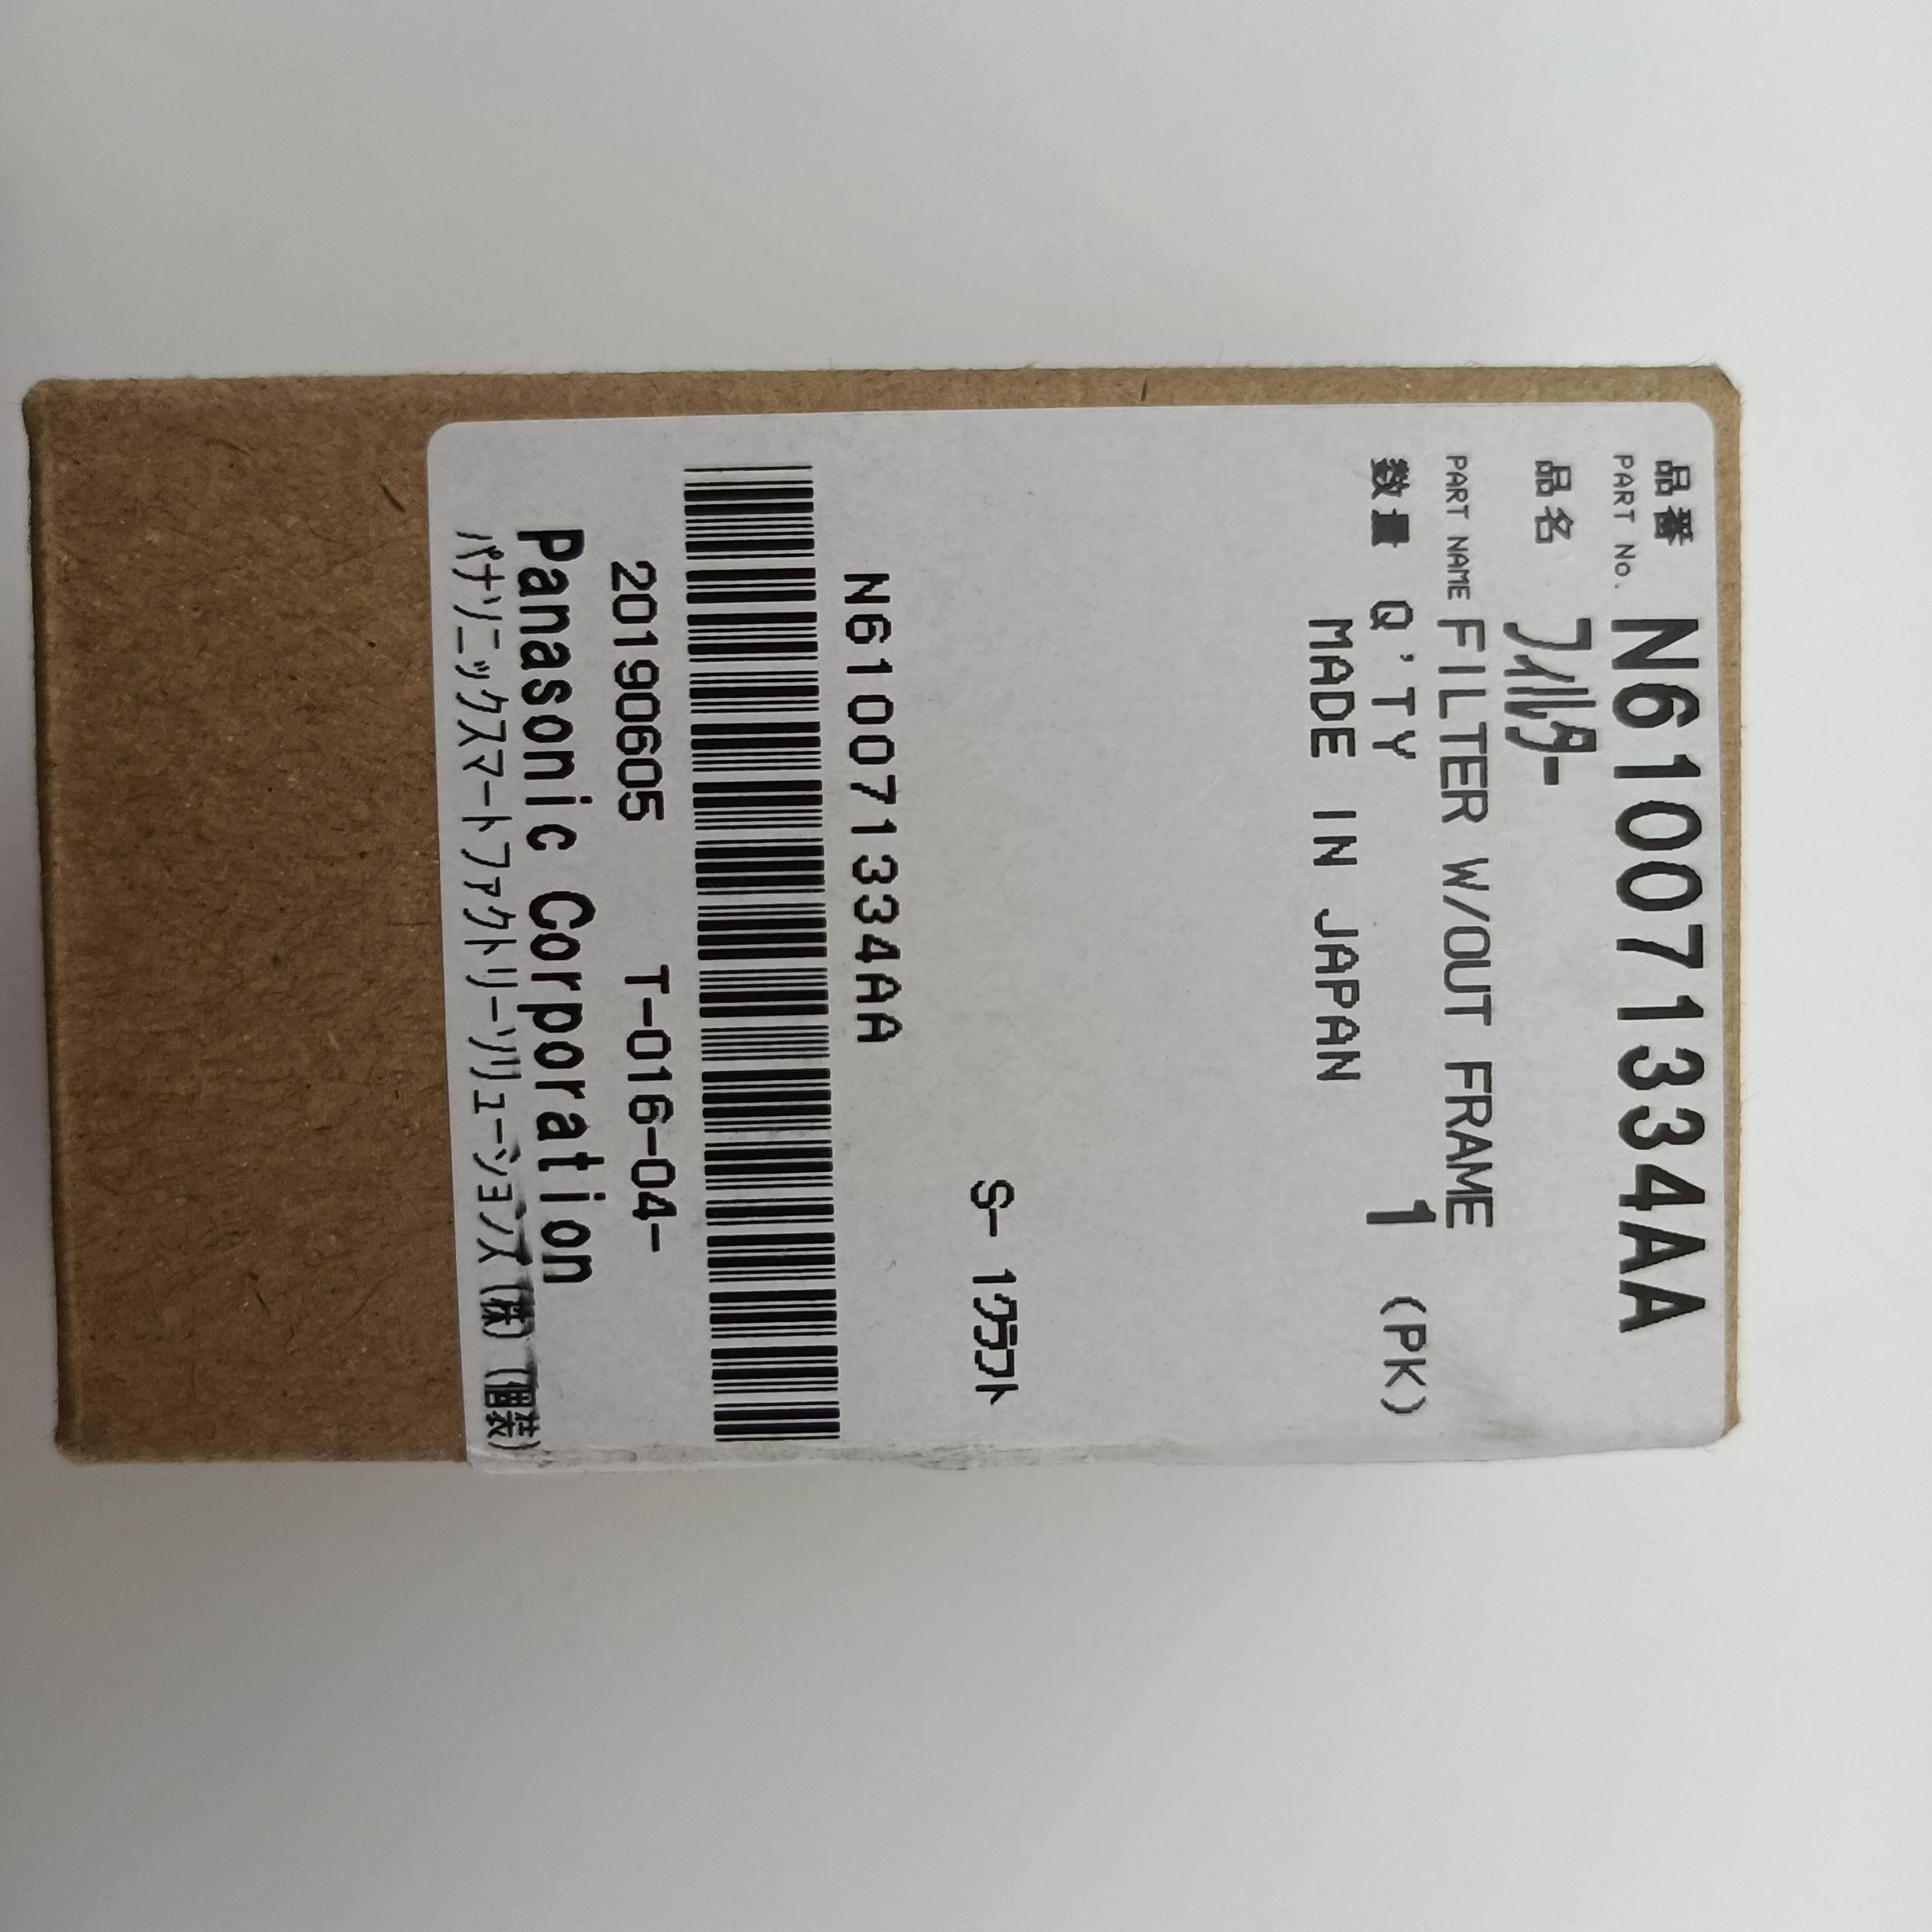 品番 N610071334AA
PART No.
品名 フィルター
PART NAME FILTER W/OUT FRAME
数量 Q'TY 1 (PK)
MADE IN JAPAN
S- 1クラフト
N610071334AA
20190605 T-016-04-
Panasonic Corporation
パナソニックスマートファクトリーソリューションズ(株)(個装)